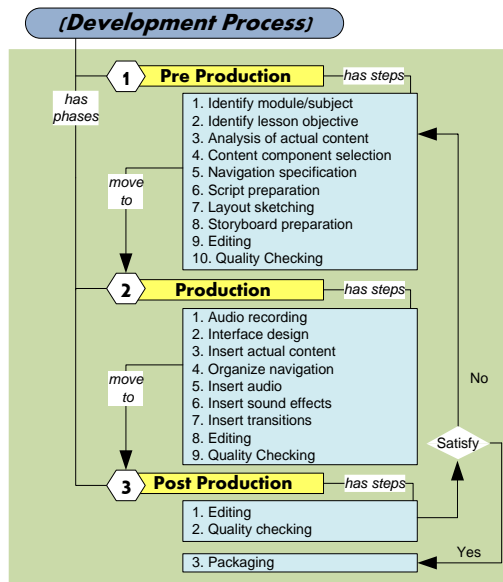 (Development Process)
1 Pre Production
has steps
has
phases
1. Identify module/subject
2. Identify lesson objective
3. Analysis of actual content
4. Content component selection
5. Navigation specification
6. Script preparation
7. Layout sketching
8. Storyboard preparation
9. Editing
10. Quality Checking
move
to
2 Production
has steps
1. Audio recording
2. Interface design
3. Insert actual content
4. Organize navigation
5. Insert audio
6. Insert sound effects
7. Insert transitions
8. Editing
9. Quality Checking
move
to
No
Satisfy
3 Post Production
has steps
1. Editing
2. Quality checking
Yes
3. Packaging